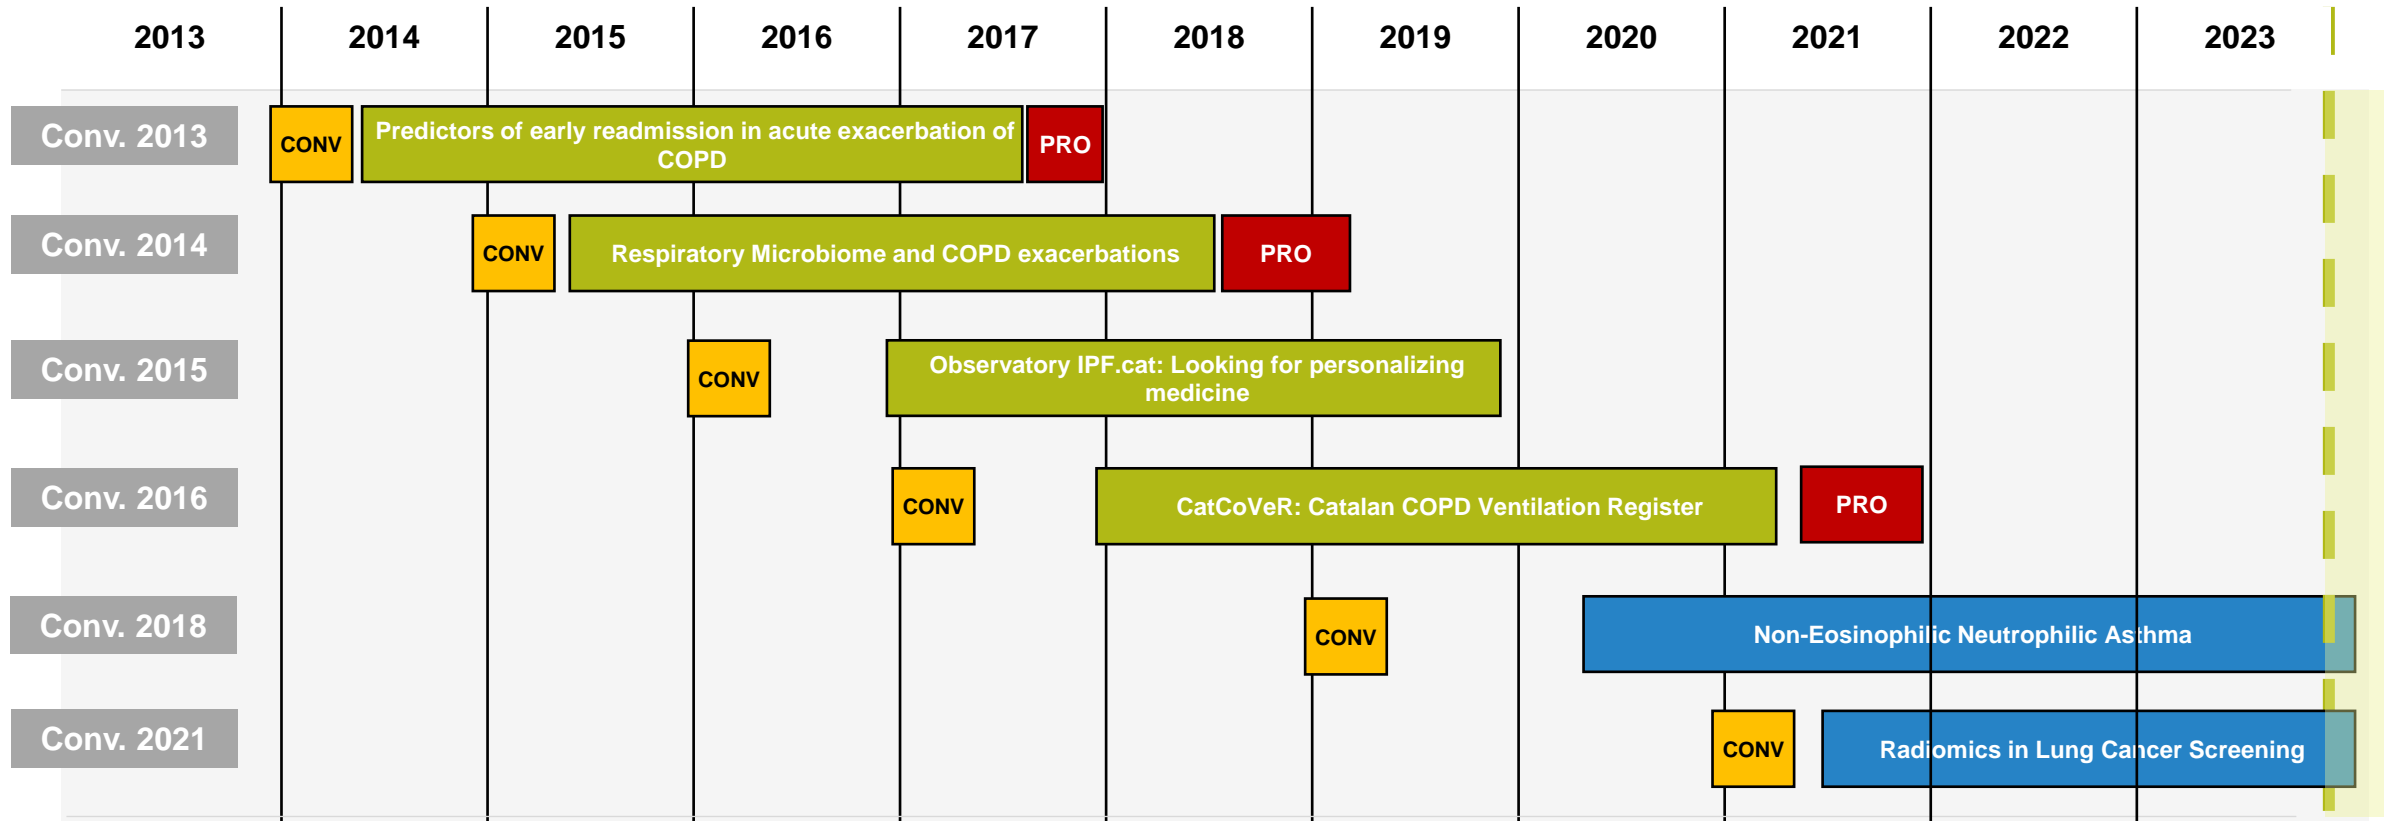 2013 2014 2015 2016 2017 2018 2019 2020 2021 2022 2023
Conv. 2013
CONV
Predictors of early readmission in acute exacerbation of
COPD
PRO
Conv. 2014
CONV
Respiratory Microbiome and COPD exacerbations
PRO
Conv. 2015
CONV
Observatory IPF.cat: Looking for personalizing
medicine
Conv. 2016
CONV
CatCoVeR: Catalan COPD Ventilation Register
PRO
Conv. 2018
CONV
Non-Eosinophilic Neutrophilic Asthma
Conv. 2021
CONV
Radiomics in Lung Cancer Screening